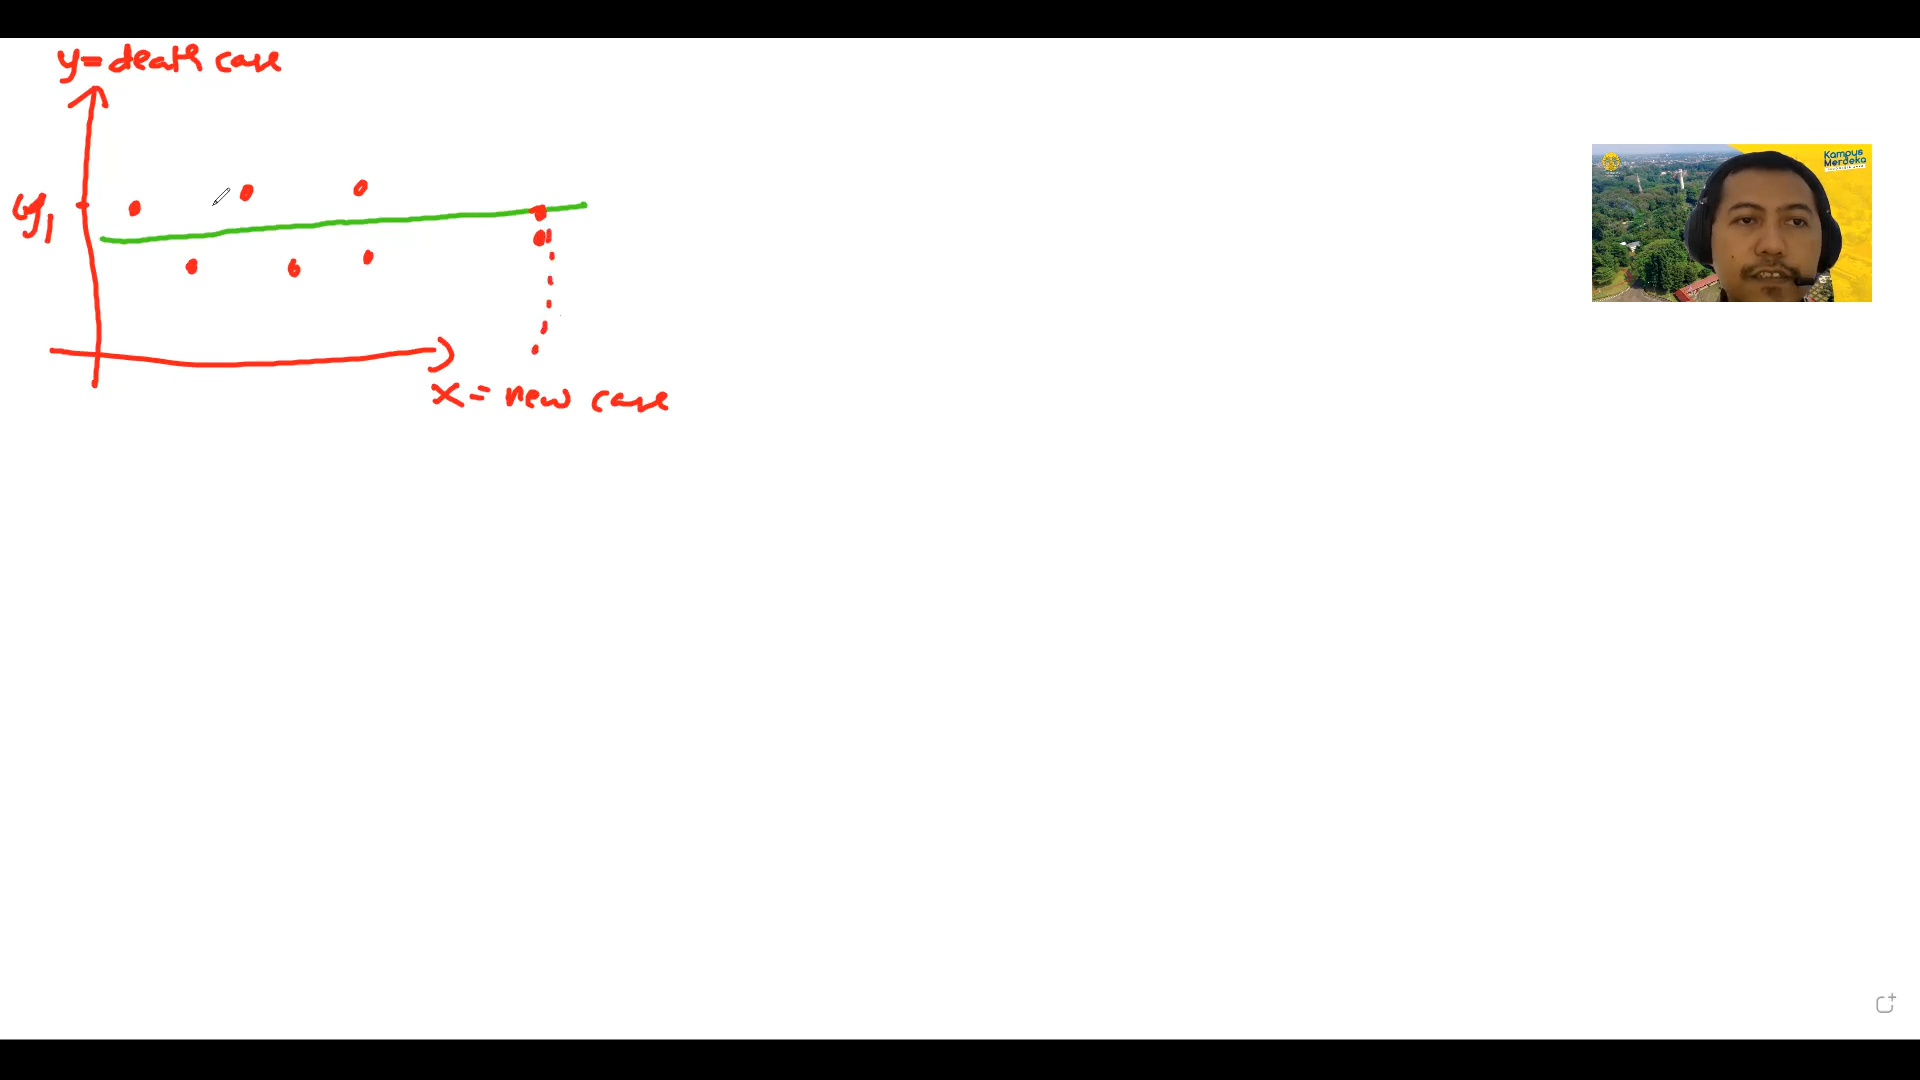 y = death case
y1
x = new case
Kampus
Merdeka